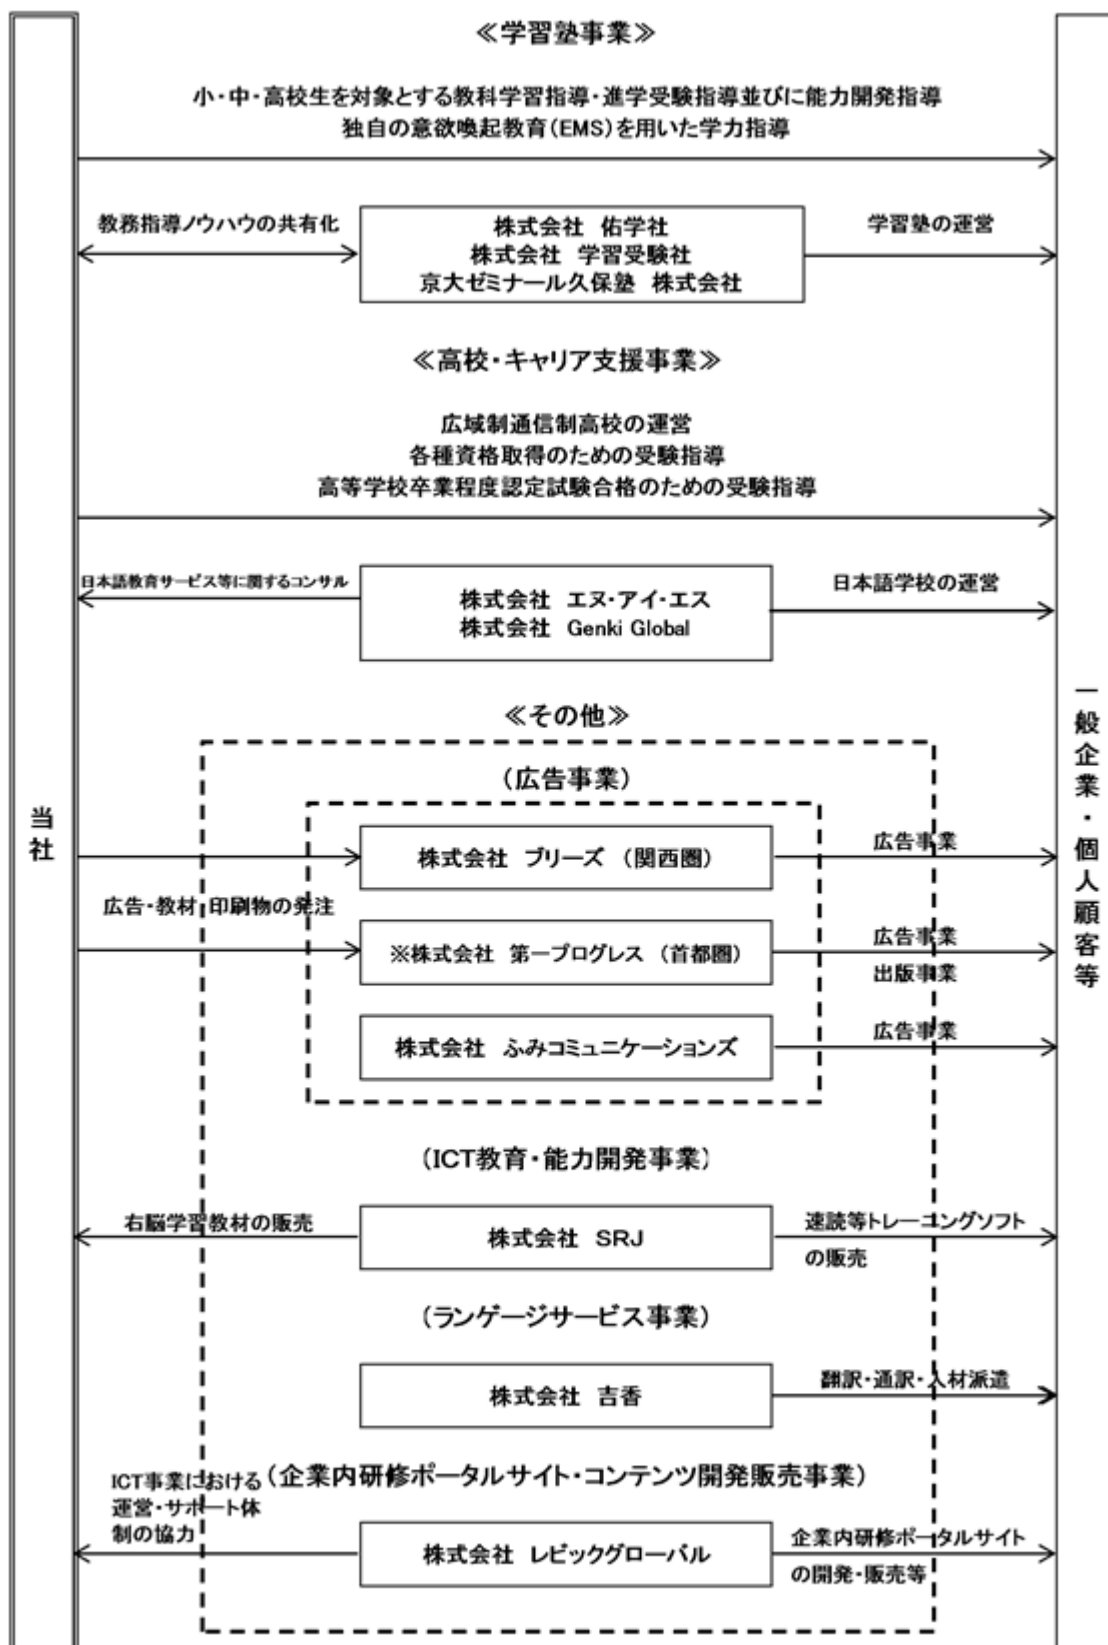 ≪学習塾事業≫
小・中・高校生を対象とする教科学習指導・進学受験指導並びに能力開発指導
独自の意欲喚起教育(EMS)を用いた学力指導
教務指導ノウハウの共有化
株式会社 佑学社
株式会社 学習受験社
京大ゼミナール久保塾 株式会社
学習塾の運営
≪高校・キャリア支援事業≫
広域制通信制高校の運営
各種資格取得のための受験指導
高等学校卒業程度認定試験合格のための受験指導
日本語教育サービス等に関するコンサル
株式会社 エヌ・アイ・エス
株式会社 Genki Global
日本語学校の運営
≪その他≫
(広告事業)
当社
一般企業・個人顧客等
株式会社 ブリーズ (関西圏)
広告事業
広告・教材・印刷物の発注
※株式会社 第一プログレス (首都圏)
広告事業
出版事業
株式会社 ふみコミュニケーションズ
広告事業
(ICT教育・能力開発事業)
右脳学習教材の販売
株式会社 SRJ
速読等トレーニングソフト
の販売
(ランゲージサービス事業)
株式会社 吉香
翻訳・通訳・人材派遣
(企業内研修ポータルサイト・コンテンツ開発販売事業)
ICT事業における
運営・サポート体
制の協力
株式会社 レビックグローバル
企業内研修ポータルサイト
の開発・販売等